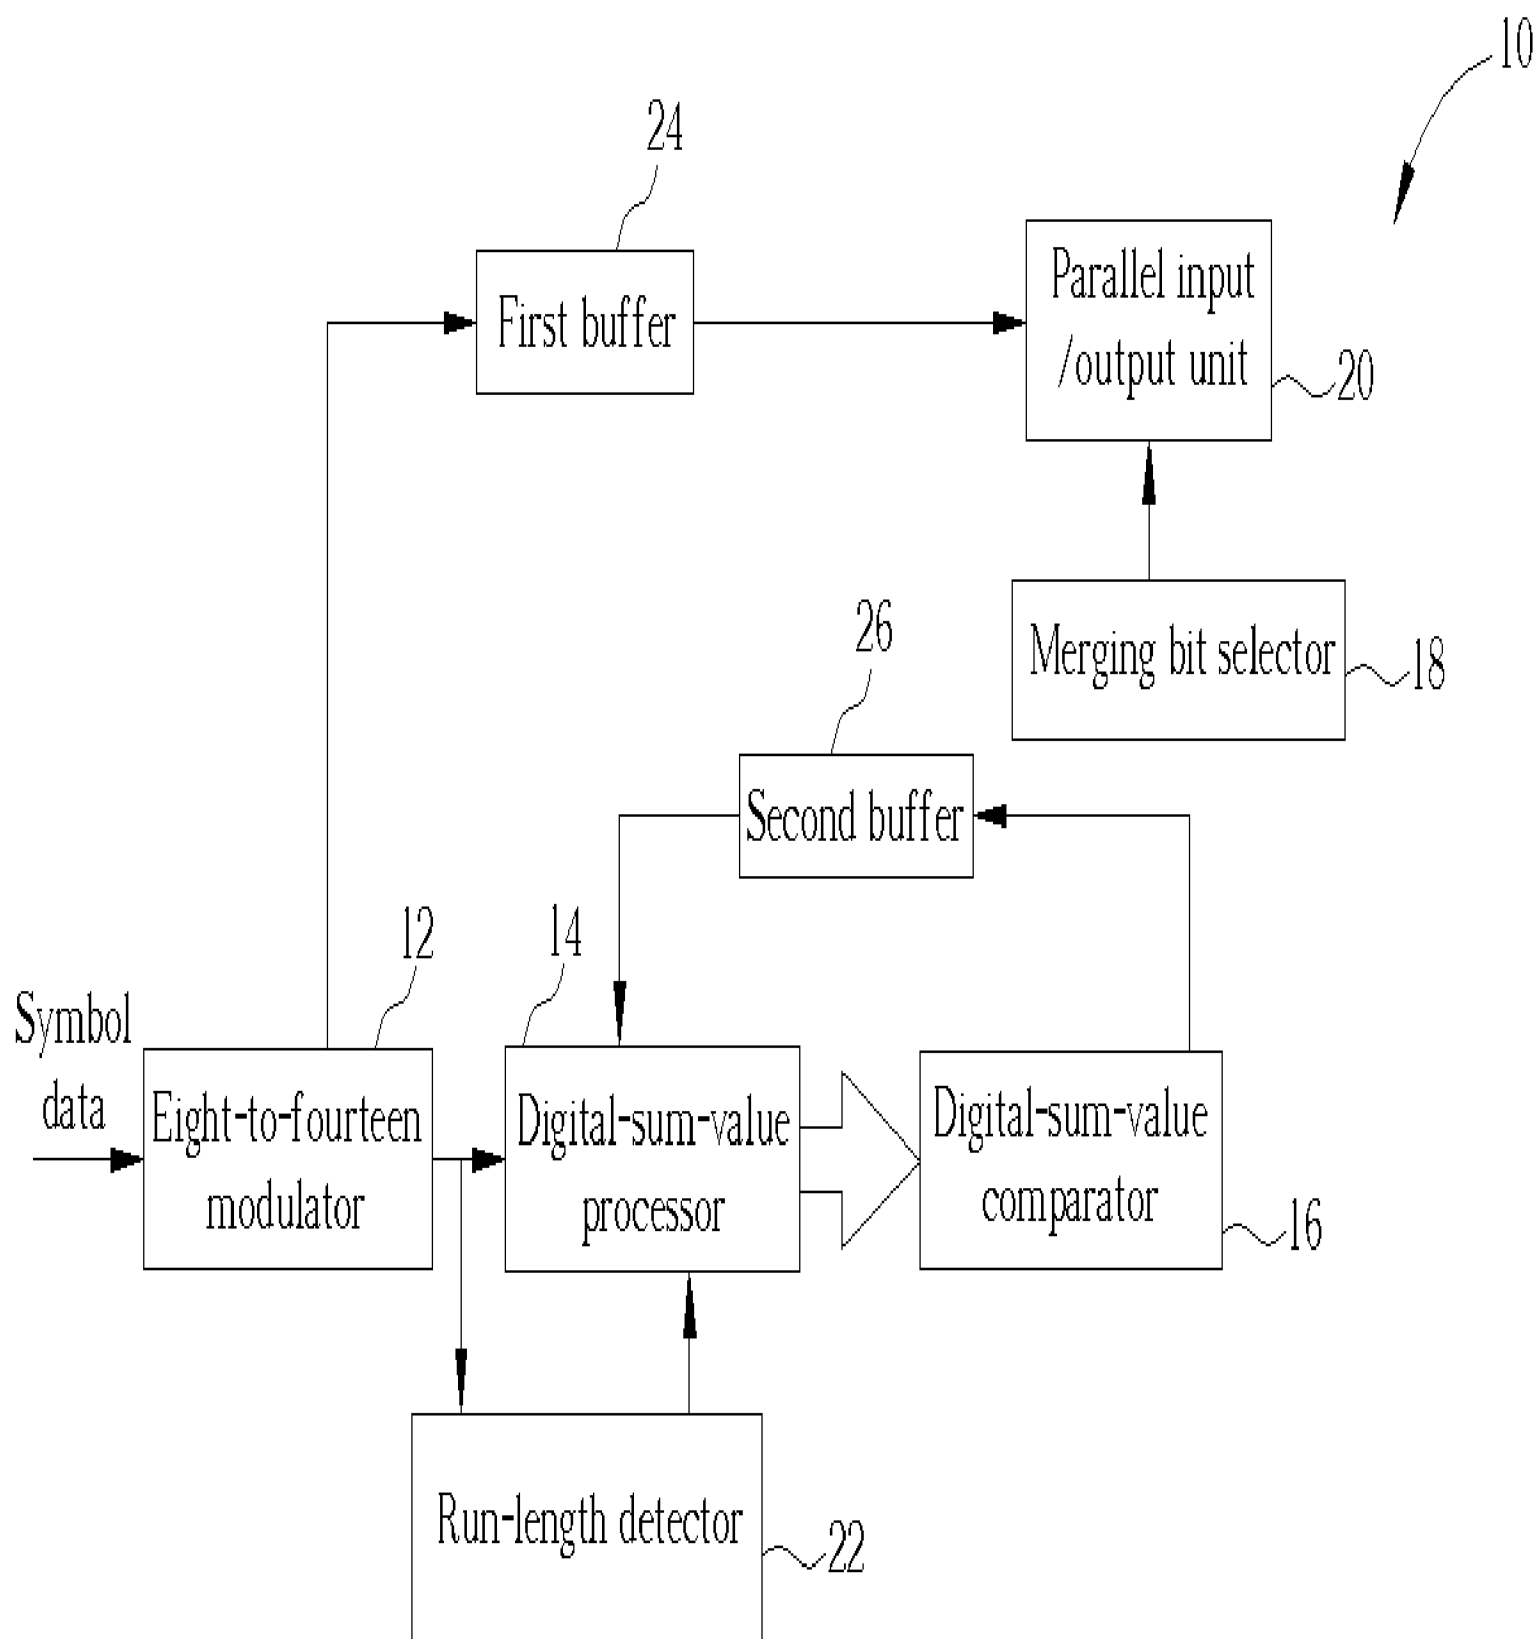 10
24
First buffer
Parallel input
/output unit
20
Merging bit selector
18
26
Second buffer
12
14
Symbol
data
Eight-to-fourteen
modulator
Digital-sum-value
processor
Digital-sum-value
comparator
16
Run-length detector
22